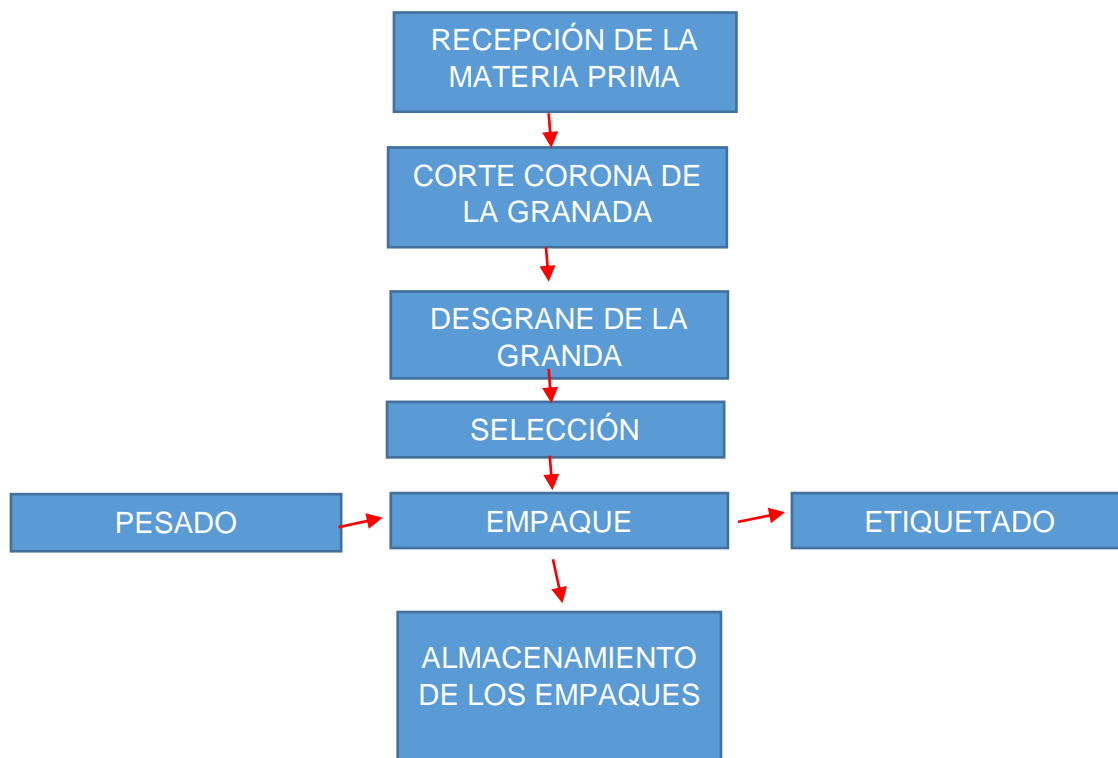 RECEPCIÓN DE LA
MATERIA PRIMA
CORTE CORONA DE
LA GRANADA
DESGRANE DE LA
GRANDA
SELECCIÓN
PESADO
EMPAQUE
ETIQUETADO
ALMACENAMIENTO
DE LOS EMPAQUES